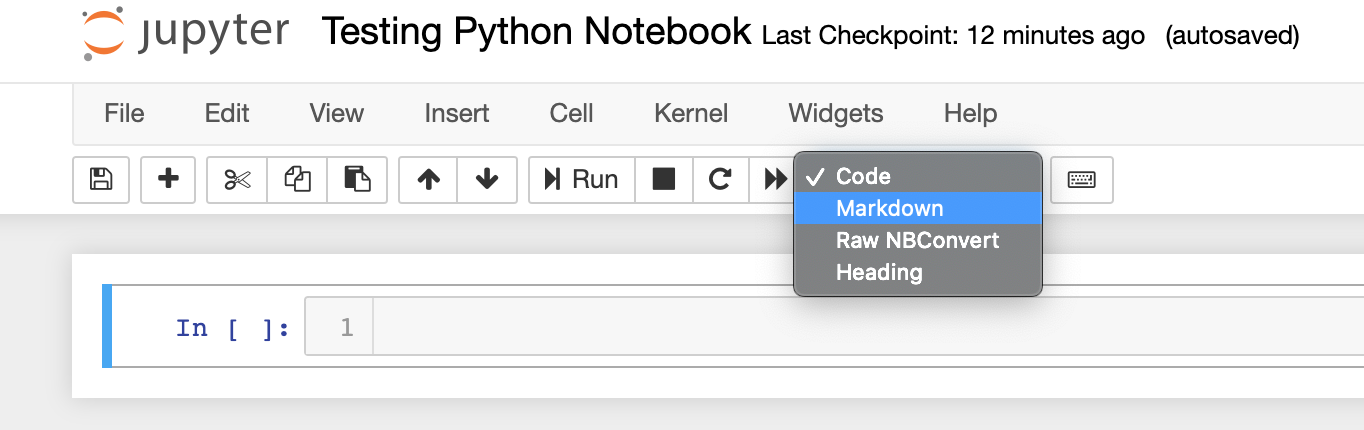 jupyter Testing Python Notebook Last Checkpoint: 12 minutes ago (autosaved)
File Edit View Insert Cell Kernel Widgets Help
Run
✓ Code
Markdown
Raw NBConvert
Heading
In [ ]: 1